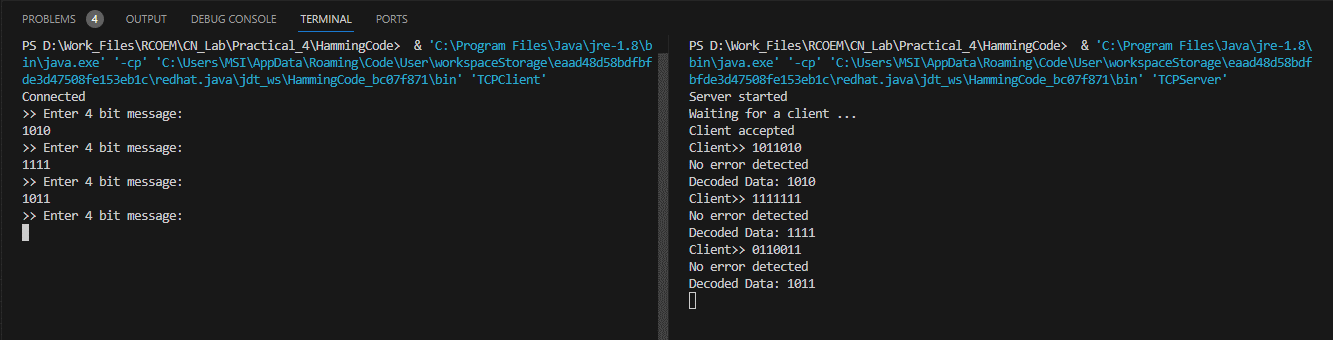 PROBLEMS 4 OUTPUT DEBUG CONSOLE TERMINAL PORTS
PS D:\Work_Files\RCOEM\CN_Lab\Practical_4\HammingCode>  & 'C:\Program Files\Java\jre-1.8\b
in\java.exe' '-cp' 'C:\Users\MSI\AppData\Roaming\Code\User\workspaceStorage\eaad48d58bdfbf
de3d47508fe153eb1c\redhat.java\jdt_ws\HammingCode_bc07f871\bin' 'TCPClient'
Connected
>> Enter 4 bit message:
1010
>> Enter 4 bit message:
1111
>> Enter 4 bit message:
1011
>> Enter 4 bit message:
PS D:\Work_Files\RCOEM\CN_Lab\Practical_4\HammingCode>  & 'C:\Program Files\Java\jre-1.8\
bin\java.exe' '-cp' 'C:\Users\MSI\AppData\Roaming\Code\User\workspaceStorage\eaad48d58bdf
bfde3d47508fe153eb1c\redhat.java\jdt_ws\HammingCode_bc07f871\bin' 'TCPServer'
Server started
Waiting for a client ...
Client accepted
Client>> 1011010
No error detected
Decoded Data: 1010
Client>> 1111111
No error detected
Decoded Data: 1111
Client>> 0110011
No error detected
Decoded Data: 1011